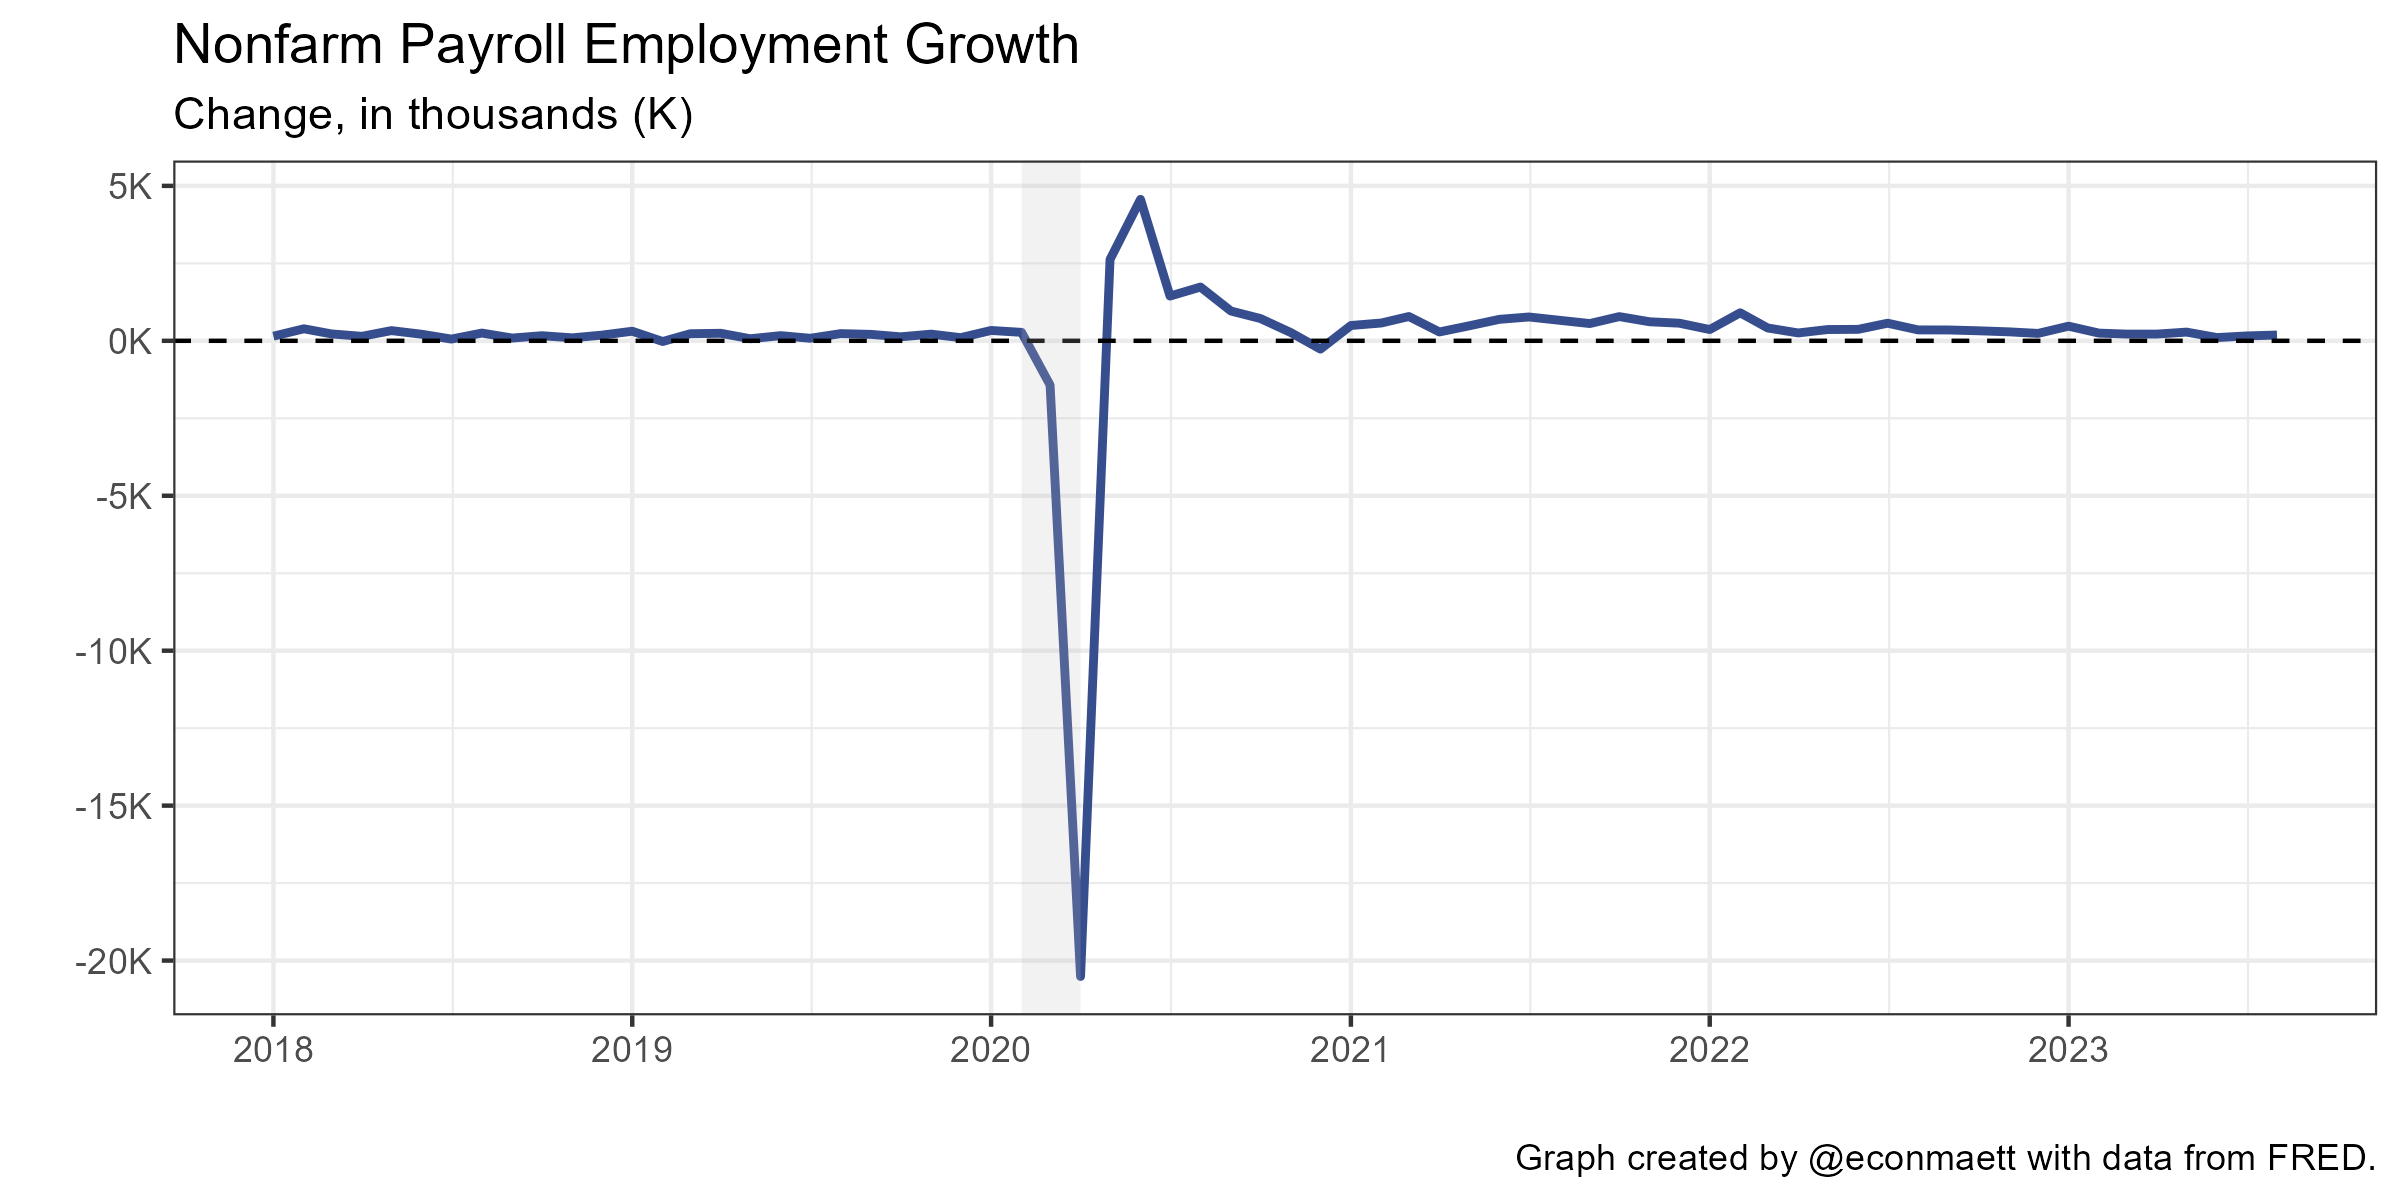 Nonfarm Payroll Employment Growth
Change, in thousands (K)
5K
0K
-5K
-10K
-15K
-20K
2018 2019 2020 2021 2022 2023
Graph created by @econmaett with data from FRED.